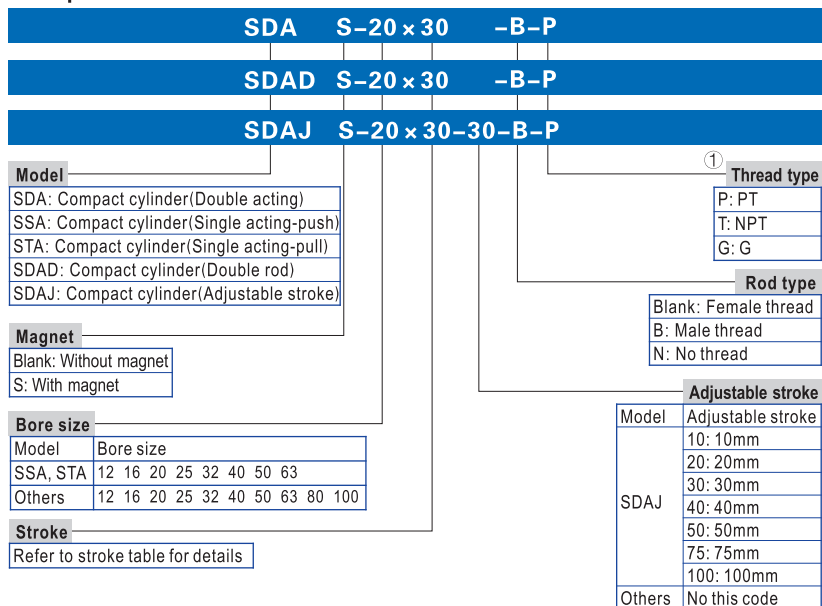 SDA S–20×30 –B–P
SDAD S–20×30 –B–P
SDAJ S–20×30–30–B–P
Model
SDA: Compact cylinder(Double acting)
SSA: Compact cylinder(Single acting-push)
STA: Compact cylinder(Single acting-pull)
SDAD: Compact cylinder(Double rod)
SDAJ: Compact cylinder(Adjustable stroke)
Magnet
Blank: Without magnet
S: With magnet
Bore size
Model Bore size
SSA, STA 12 16 20 25 32 40 50 63
Others 12 16 20 25 32 40 50 63 80 100
Stroke
Refer to stroke table for details
① Thread type
P: PT
T: NPT
G: G
Rod type
Blank: Female thread
B: Male thread
N: No thread
Adjustable stroke
Model Adjustable stroke
SDAJ
10: 10mm
20: 20mm
30: 30mm
40: 40mm
50: 50mm
75: 75mm
100: 100mm
Others No this code